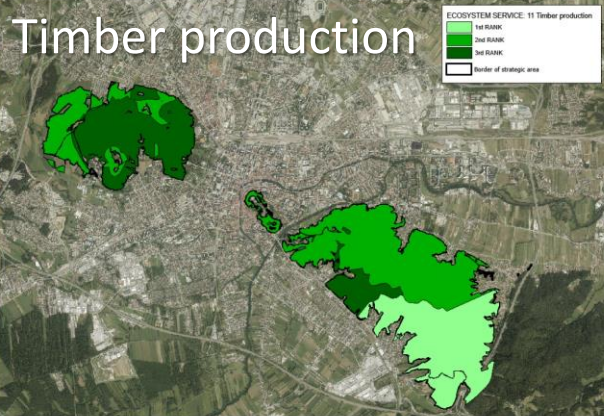 Timber production
ECOSYSTEM SERVICE: 11 Timber production
1st RANK
2nd RANK
3rd RANK
Border of strategic area